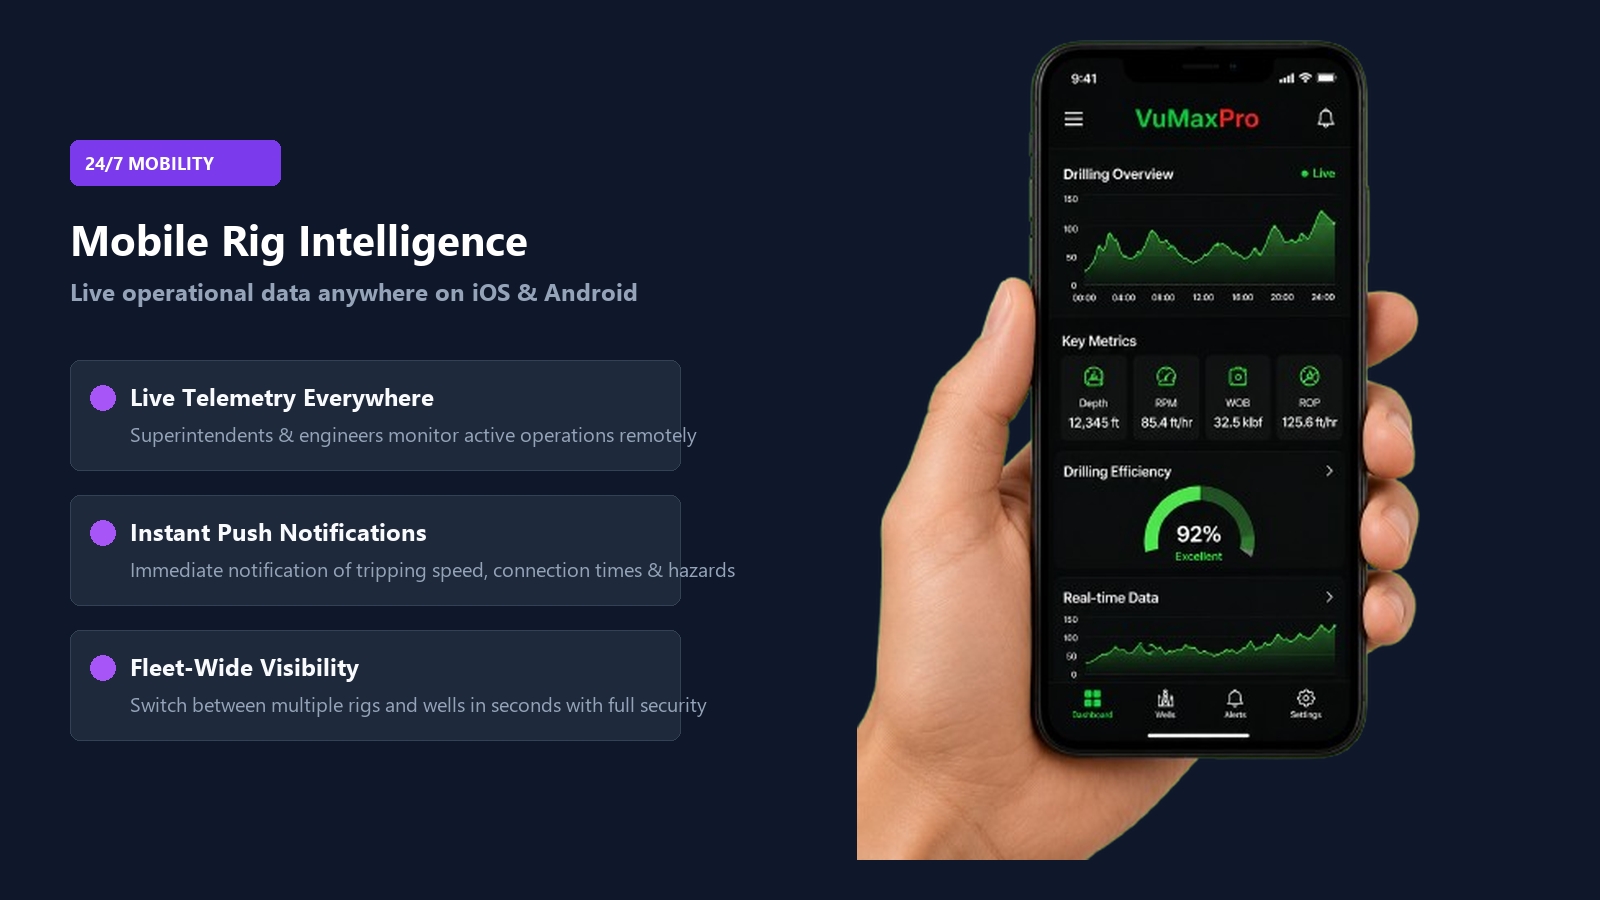 24/7 MOBILITY
Mobile Rig Intelligence
Live operational data anywhere on iOS & Android
Live Telemetry Everywhere
Superintendents & engineers monitor active operations remotely
Instant Push Notifications
Immediate notification of tripping speed, connection times & hazards
Fleet-Wide Visibility
Switch between multiple rigs and wells in seconds with full security
9:41
VuMaxPro
Drilling Overview
Live
150
100
50
0
00:00 04:00 08:00 12:00 16:00 20:00 24:00
Key Metrics
Depth RPM WOB ROP
12,345 ft 85.4 ft/hr 32.5 klbf 125.6 ft/hr
Drilling Efficiency
92%
Excellent
Real-time Data
150
100
50
0
Dashboard Wells Alerts Settings